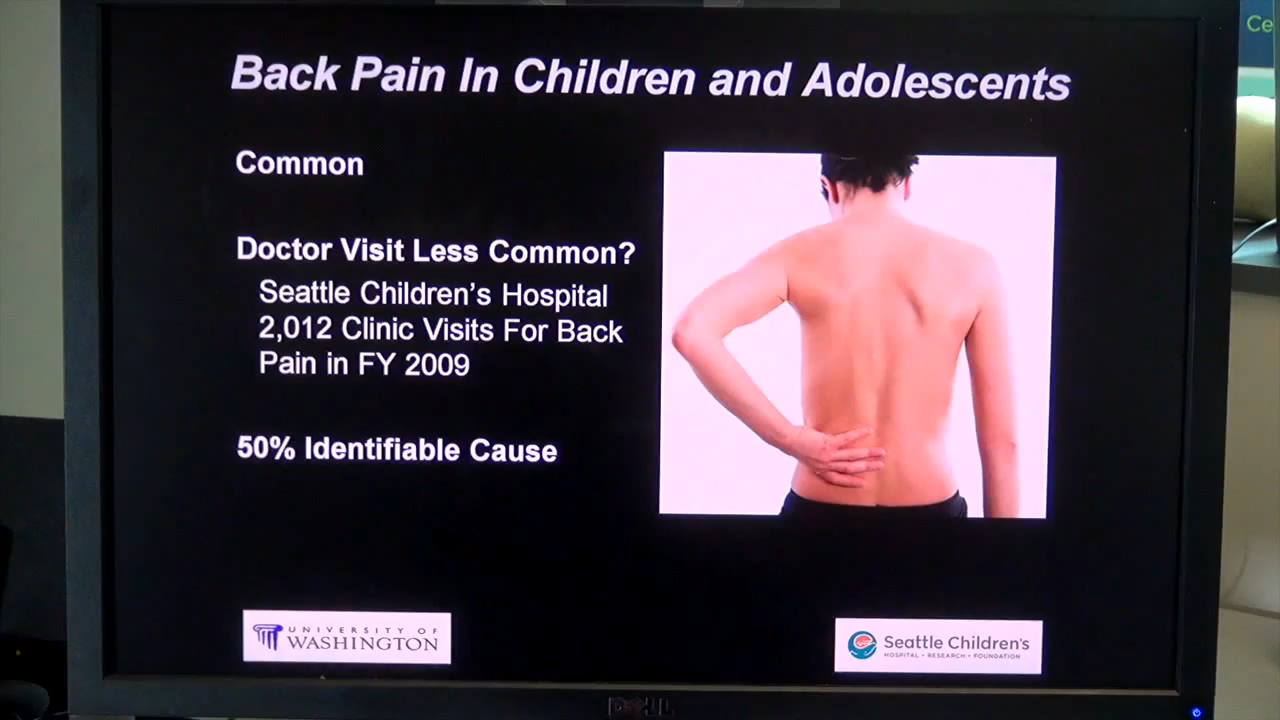 Back Pain In Children and Adolescents
Common
Doctor Visit Less Common?
Seattle Children's Hospital
2,012 Clinic Visits For Back
Pain in FY 2009
50% Identifiable Cause
UNIVERSITY OF
WASHINGTON
Seattle Children's
HOSPITAL • RESEARCH • FOUNDATION
DELL
Ce